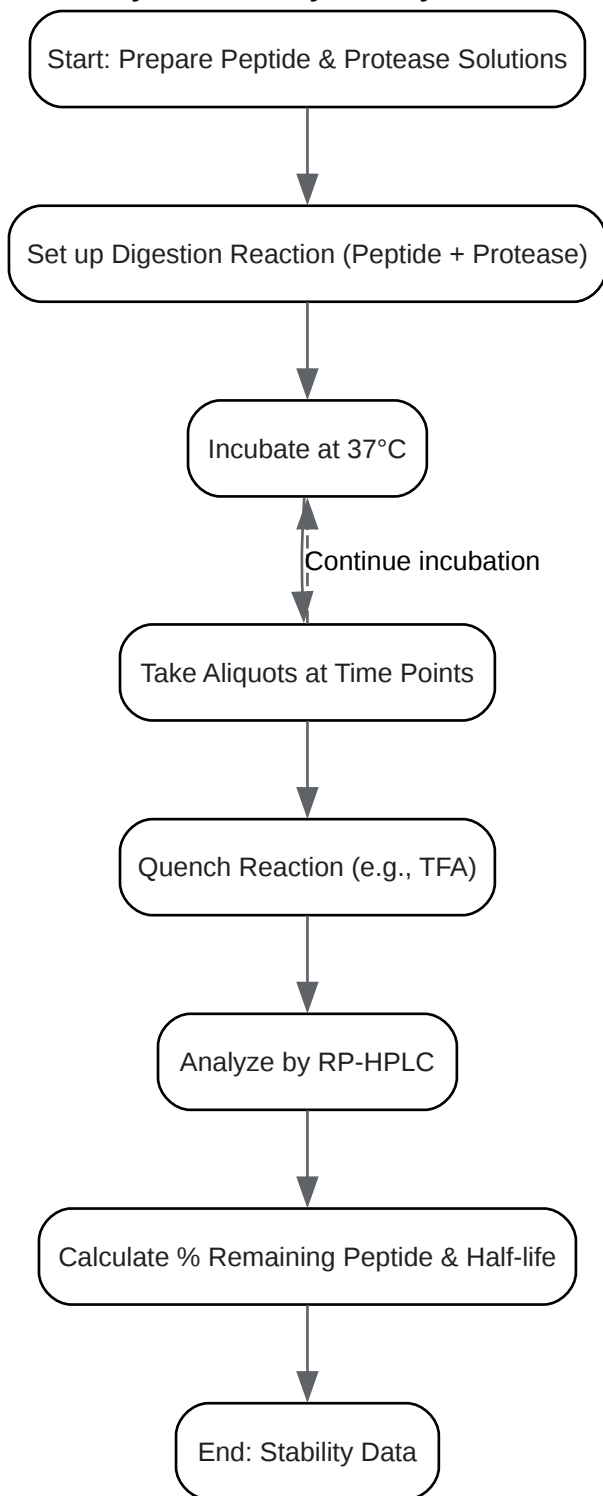 Start: Prepare Peptide & Protease Solutions
Set up Digestion Reaction (Peptide + Protease)
Incubate at 37°C
Continue incubation
Take Aliquots at Time Points
Quench Reaction (e.g., TFA)
Analyze by RP-HPLC
Calculate % Remaining Peptide & Half-life
End: Stability Data